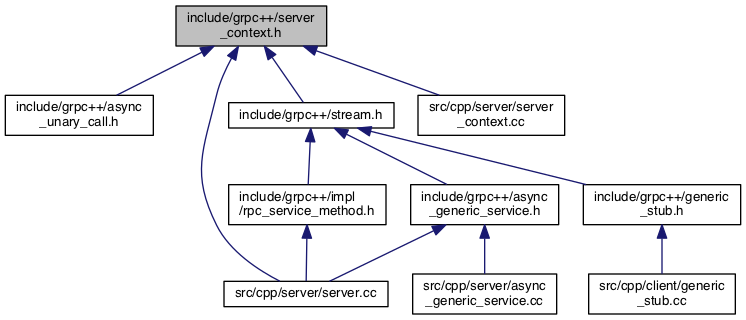 include/grpc++/server
_context.h
include/grpc++/async
_unary_call.h
include/grpc++/stream.h
src/cpp/server/server
_context.cc
include/grpc++/impl
/rpc_service_method.h
include/grpc++/async
_generic_service.h
include/grpc++/generic
_stub.h
src/cpp/server/server.cc
src/cpp/server/async
_generic_service.cc
src/cpp/client/generic
_stub.cc